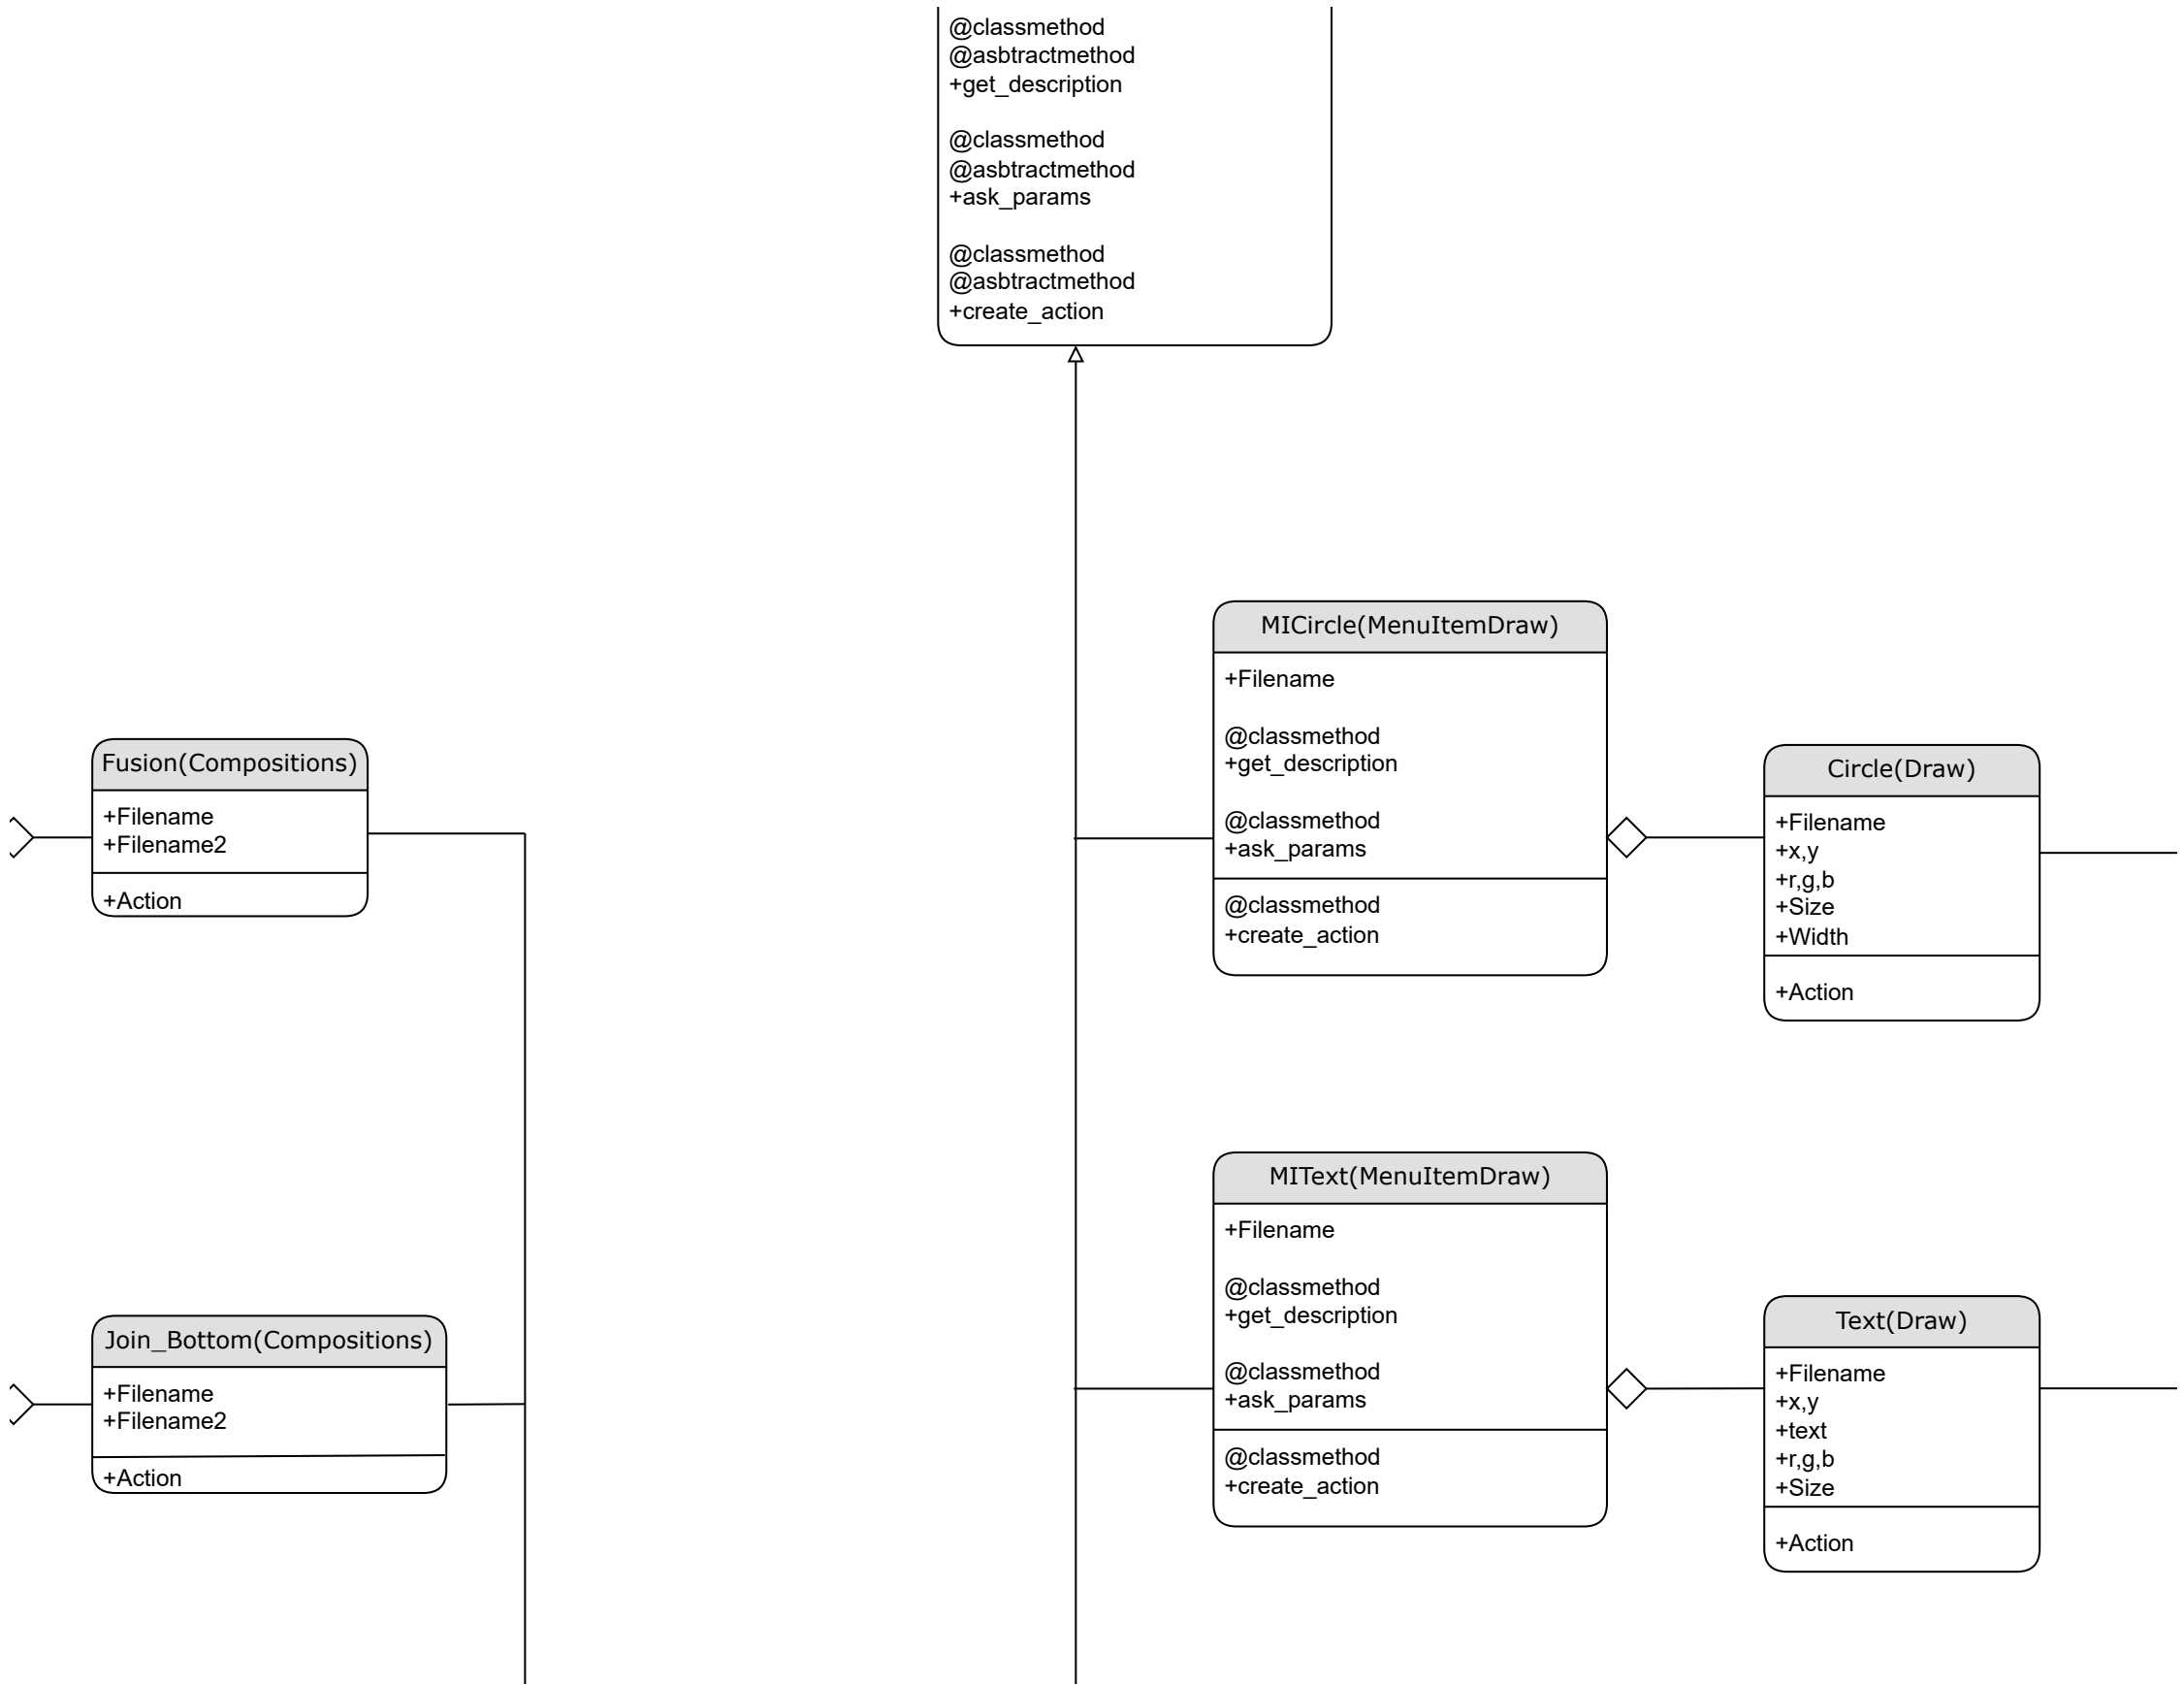 @classmethod
@asbtractmethod
+get_description
@classmethod
@asbtractmethod
+ask_params
@classmethod
@asbtractmethod
+create_action
MICircle(MenuItemDraw)
+Filename
@classmethod
+get_description
@classmethod
+ask_params
@classmethod
+create_action
Fusion(Compositions)
+Filename
+Filename2
+Action
Circle(Draw)
+Filename
+x,y
+r,g,b
+Size
+Width
+Action
MIText(MenuItemDraw)
+Filename
@classmethod
+get_description
@classmethod
+ask_params
@classmethod
+create_action
Join_Bottom(Compositions)
+Filename
+Filename2
+Action
Text(Draw)
+Filename
+x,y
+text
+r,g,b
+Size
+Action